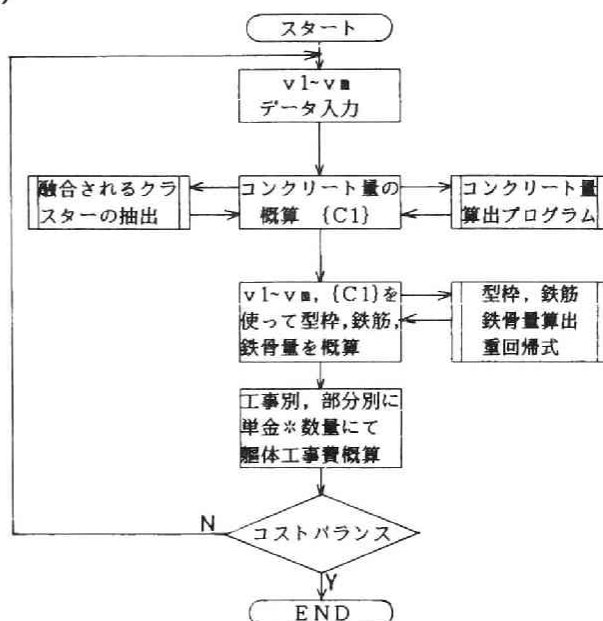 スタート
v1~vm
データ入力
融合されるクラ
スターの抽出
コンクリート量の
概算 {C1}
コンクリート量
算出プログラム
v1~vm, {C1}を
使って型枠,鉄筋,
鉄骨量を概算
型枠,鉄筋
鉄骨量算出
重回帰式
工事別,部分別に
単金*数量にて
軀体工事費概算
コストバランス
N
Y
END